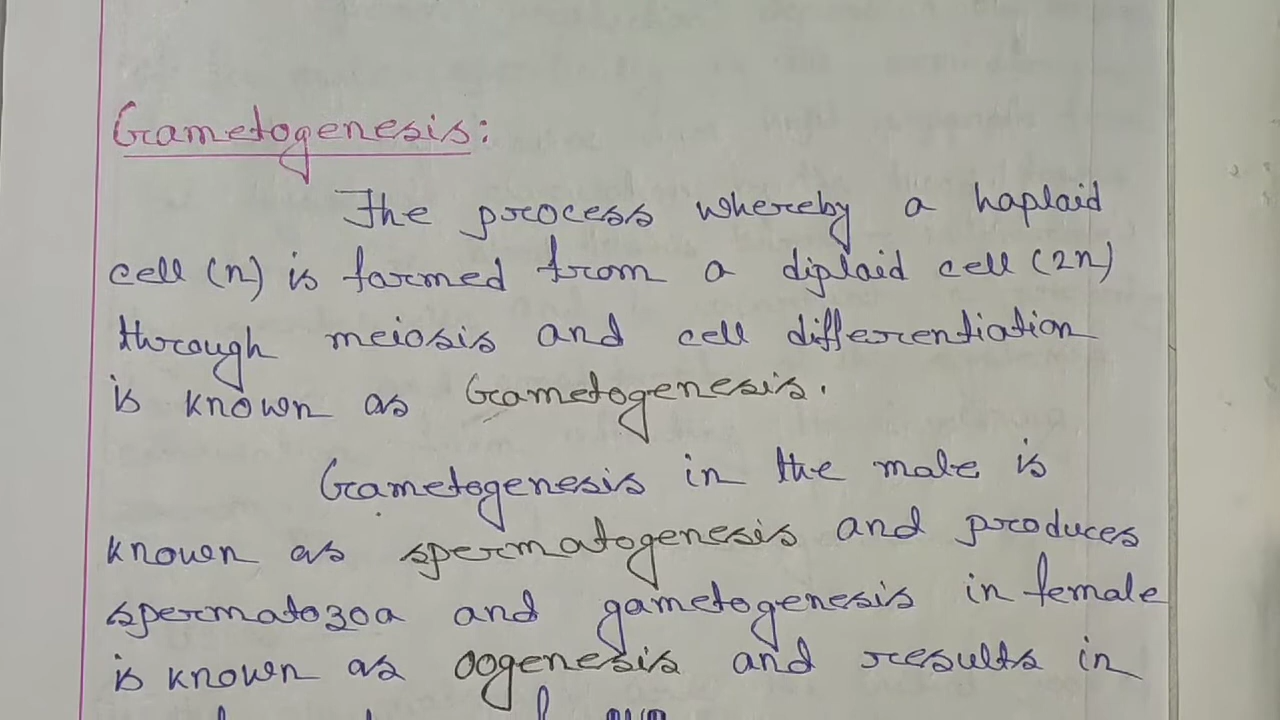 Gametogenesis:
The process whereby a haploid
cell (n) is formed from a diploid cell (2n)
through meiosis and cell differentiation
is known as Gametogenesis.
Gametogenesis in the male is
known as spermatogenesis and produces
spermatozoa and gametogenesis in female
is known as oogenesis and results in